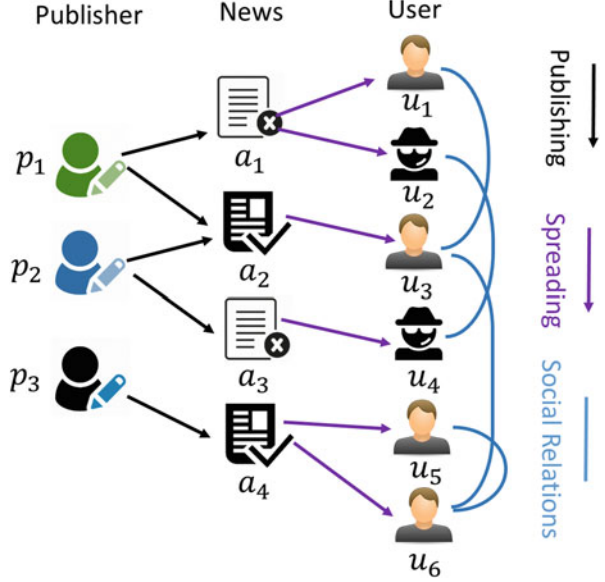 Publisher
News
User
p₁
p₂
p₃
a₁
a₂
a₃
a₄
u₁
u₂
u₃
u₄
u₅
u₆
Publishing
Spreading
Social Relations